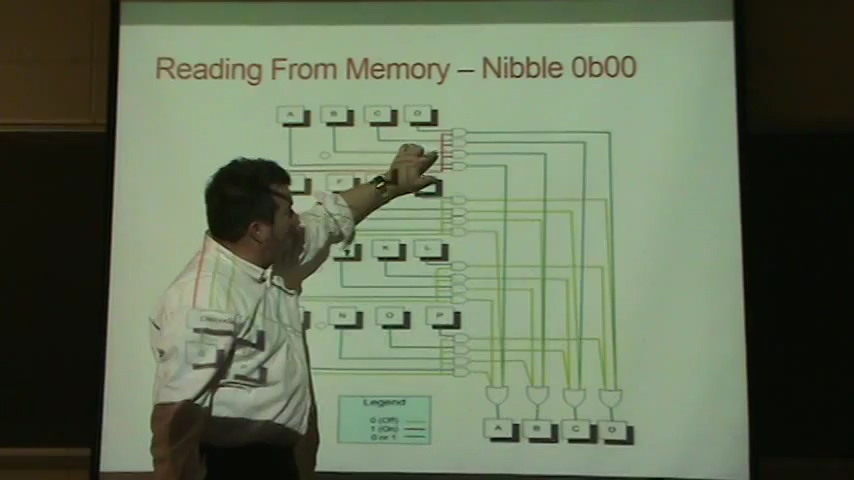 Reading From Memory – Nibble 0b00
A B C D
F
K L
N O P
Legend
0 (Off)
1 (On)
0 or 1
A B C D